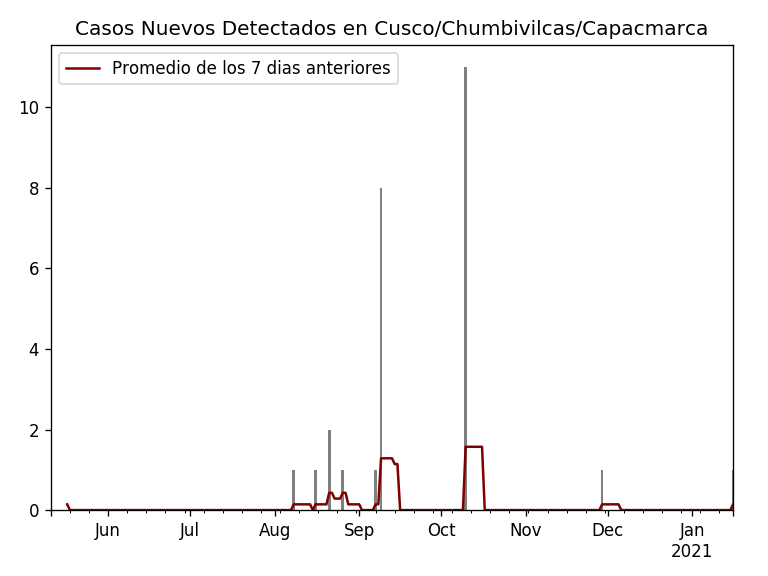 Casos Nuevos Detectados en Cusco/Chumbivilcas/Capacmarca
Promedio de los 7 dias anteriores
10
8
6
4
2
0
Jun Jul Aug Sep Oct Nov Dec Jan
2021